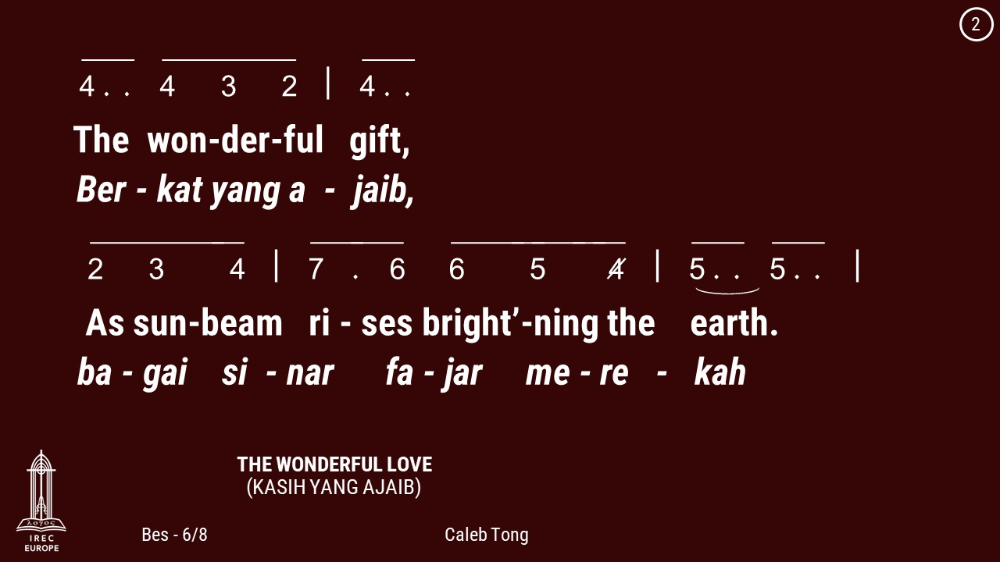 2
4 . . 4 3 2 | 4 . .
The won-der-ful gift,
Ber - kat yang a - jaib,
2 3 4 | 7 . 6 6 5 4̸ | 5 . . 5 . . |
As sun-beam ri - ses bright’-ning the earth.
ba - gai si - nar fa - jar me - re - kah
THE WONDERFUL LOVE
(KASIH YANG AJAIB)
λογος
IREC
EUROPE
Bes - 6/8
Caleb Tong